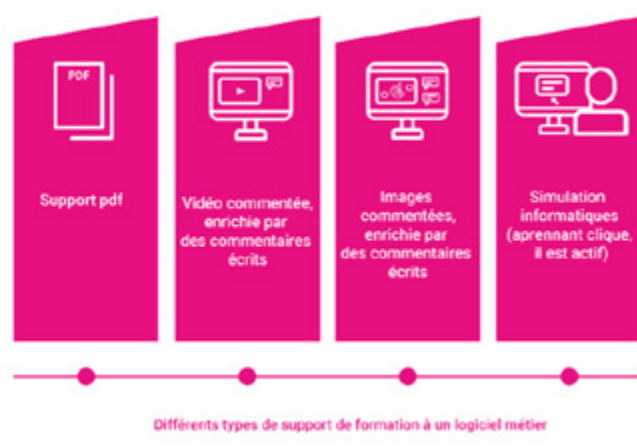 PDF
Support pdf
Vidéo commentée,
enrichie par
des commentaires
écrits
Images
commentées,
enrichie par
des commentaires
écrits
Simulation
informatiques
(aprennant clique,
il est actif)
Différents types de support de formation à un logiciel métier